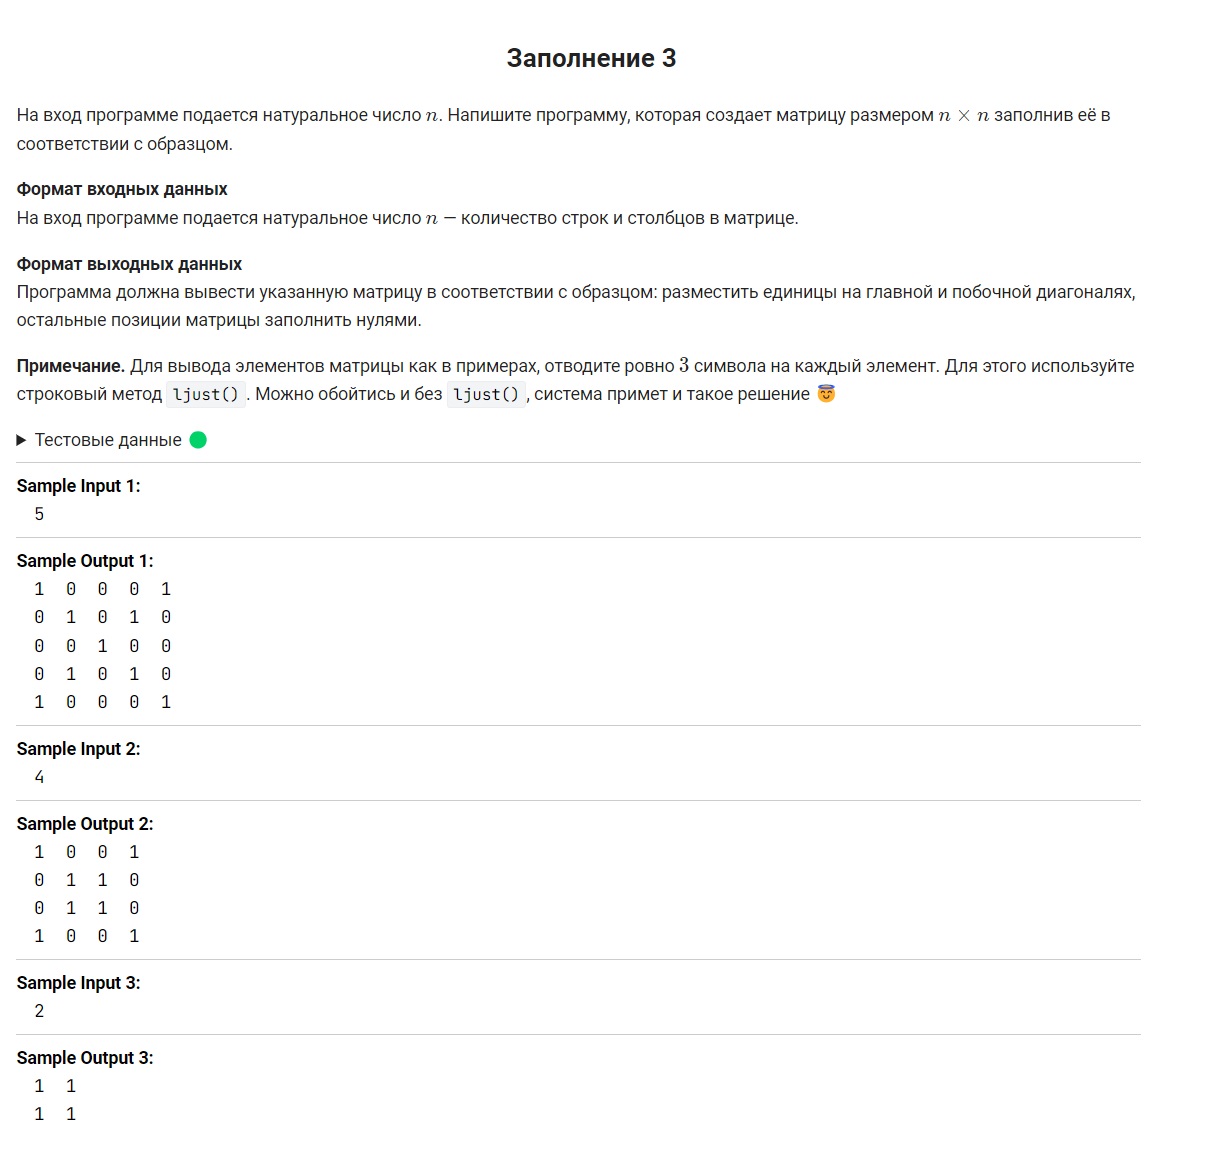 Заполнение 3
На вход программе подается натуральное число n. Напишите программу, которая создает матрицу размером n × n заполнив её в
соответствии с образцом.
Формат входных данных
На вход программе подается натуральное число n — количество строк и столбцов в матрице.
Формат выходных данных
Программа должна вывести указанную матрицу в соответствии с образцом: разместить единицы на главной и побочной диагоналях,
остальные позиции матрицы заполнить нулями.
Примечание. Для вывода элементов матрицы как в примерах, отводите ровно 3 символа на каждый элемент. Для этого используйте
строковый метод ljust(). Можно обойтись и без ljust(), система примет и такое решение 😇
▶ Тестовые данные 🟢
Sample Input 1:
5
Sample Output 1:
1  0  0  0  1
0  1  0  1  0
0  0  1  0  0
0  1  0  1  0
1  0  0  0  1
Sample Input 2:
4
Sample Output 2:
1  0  0  1
0  1  1  0
0  1  1  0
1  0  0  1
Sample Input 3:
2
Sample Output 3:
1  1
1  1